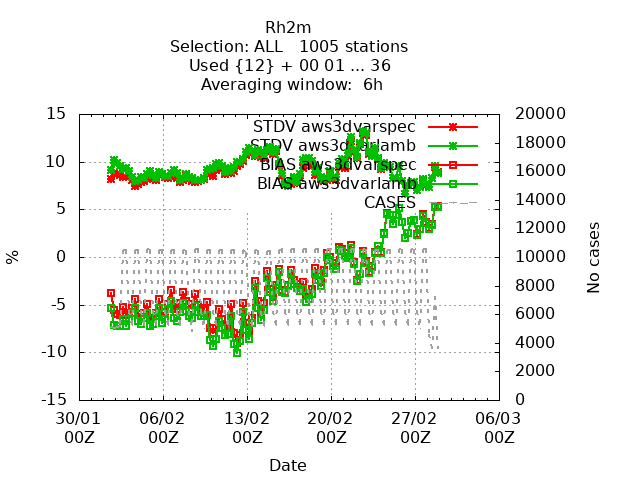 Rh2m
Selection: ALL 1005 stations
Used {12} + 00 01 ... 36
Averaging window: 6h
STDV aws3dvarspec
STDV aws3dvarlamb
BIAS aws3dvarspec
BIAS aws3dvarlamb
CASES
15
10
5
0
-5
-10
-15
%
20000
18000
16000
14000
12000
10000
8000
6000
4000
2000
0
No cases
30/01 06/02 13/02 20/02 27/02 06/03
00Z 00Z 00Z 00Z 00Z 00Z
Date